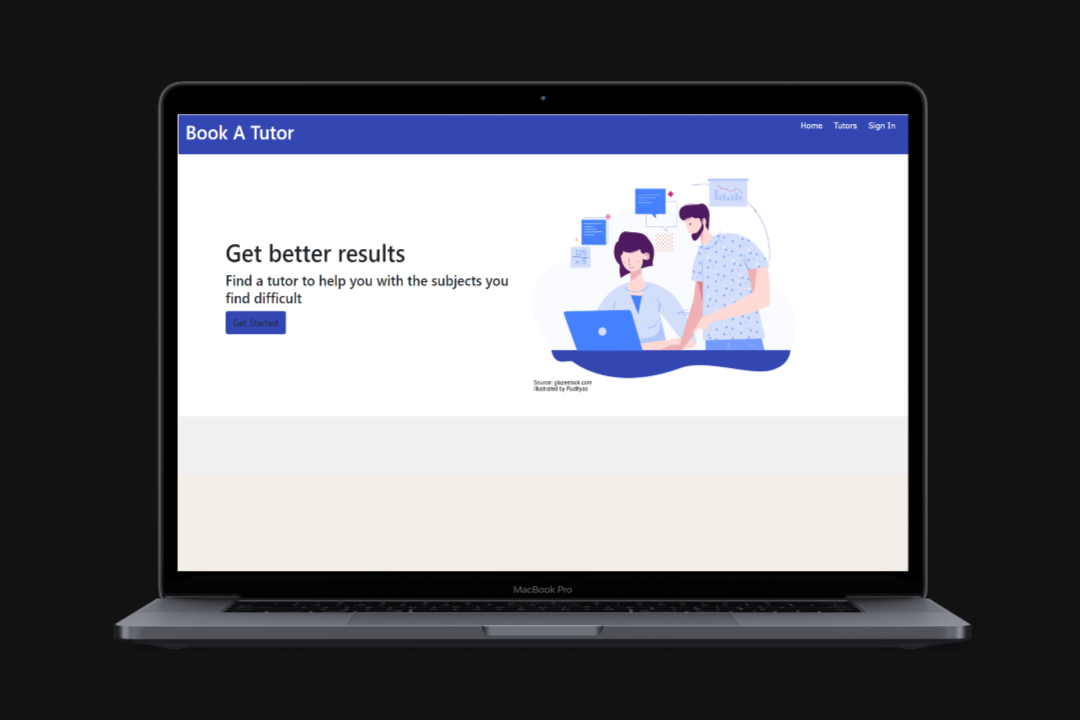 Book A Tutor
Home Tutors Sign In
Get better results
Find a tutor to help you with the subjects you
find difficult
Get Started
Source: glazestock.com
Illustrated by
MacBook Pro